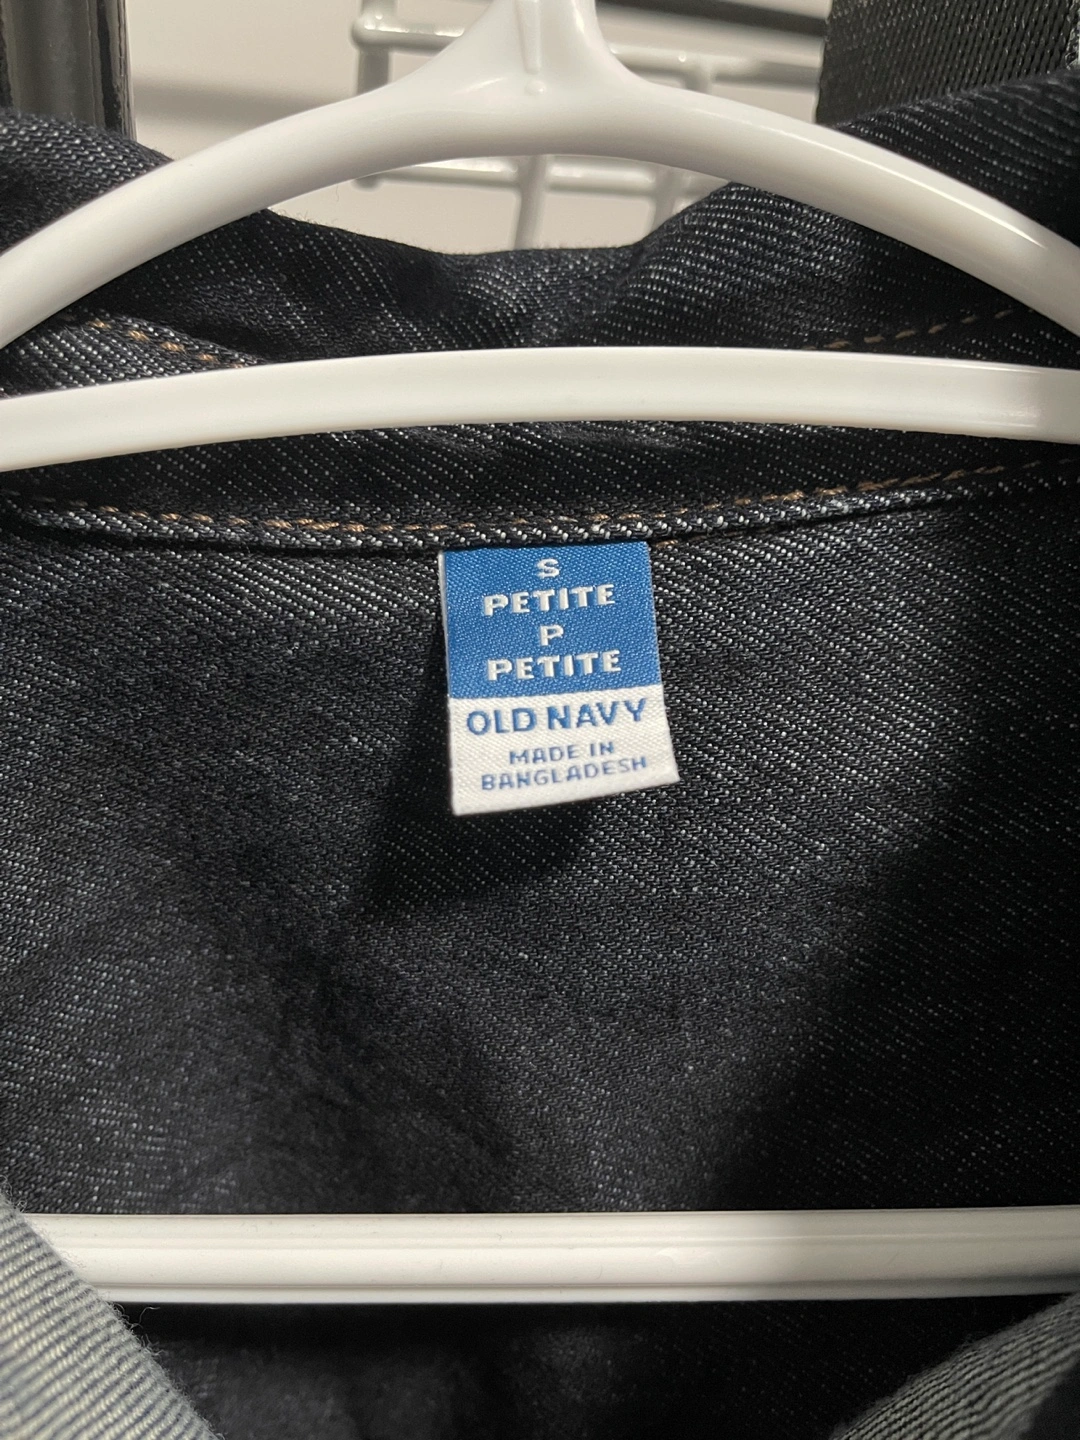 S
PETITE
P
PETITE
OLD NAVY
MADE IN
BANGLADESH